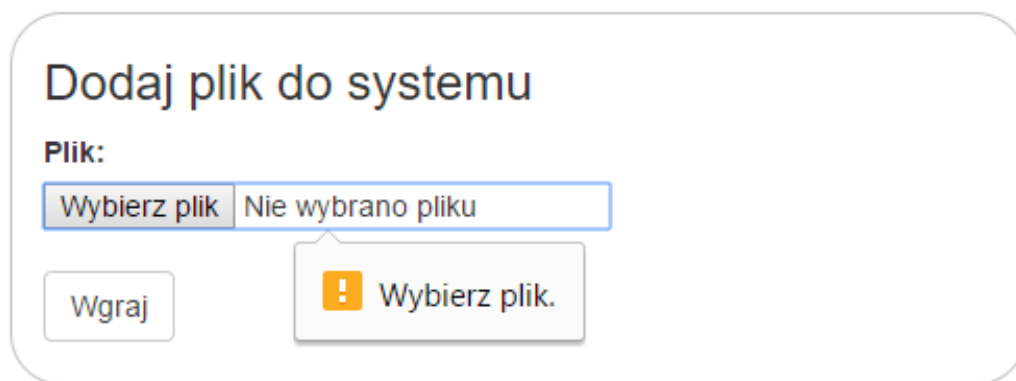 Dodaj plik do systemu
Plik:
Wybierz plik Nie wybrano pliku
Wybierz plik.
Wgraj